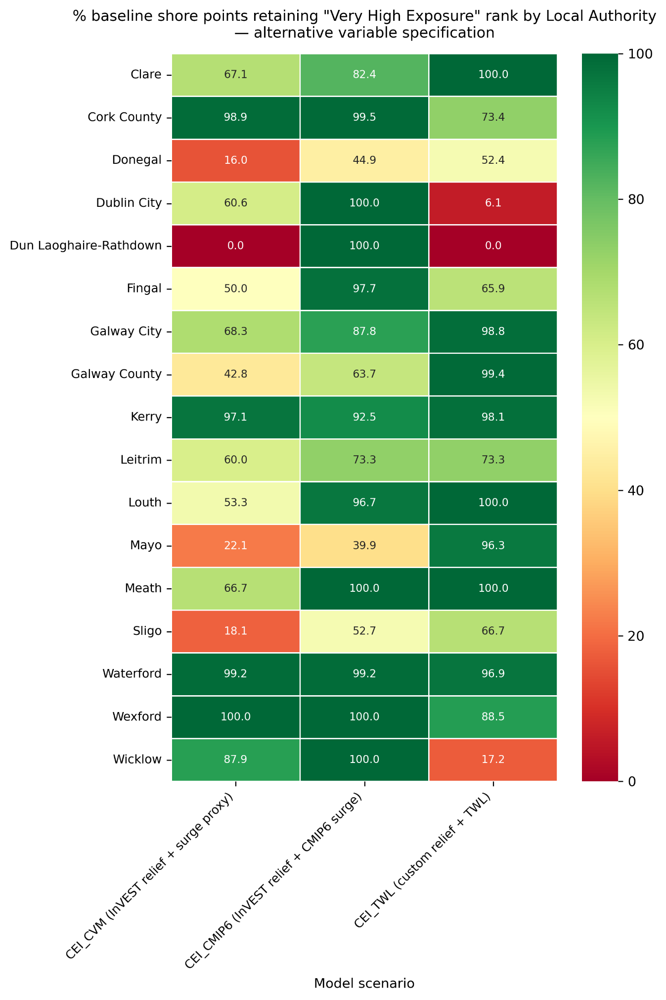 % baseline shore points retaining "Very High Exposure" rank by Local Authority
— alternative variable specification
Clare 67.1 82.4 100.0
Cork County 98.9 99.5 73.4
Donegal 16.0 44.9 52.4
Dublin City 60.6 100.0 6.1
Dun Laoghaire-Rathdown 0.0 100.0 0.0
Fingal 50.0 97.7 65.9
Galway City 68.3 87.8 98.8
Galway County 42.8 63.7 99.4
Kerry 97.1 92.5 98.1
Leitrim 60.0 73.3 73.3
Louth 53.3 96.7 100.0
Mayo 22.1 39.9 96.3
Meath 66.7 100.0 100.0
Sligo 18.1 52.7 66.7
Waterford 99.2 99.2 96.9
Wexford 100.0 100.0 88.5
Wicklow 87.9 100.0 17.2
100
80
60
40
20
0
CEI_CVM (InVEST relief + surge proxy)
CEI_CMIP6 (InVEST relief + CMIP6 surge)
CEI_TWL (custom relief + TWL)
Model scenario